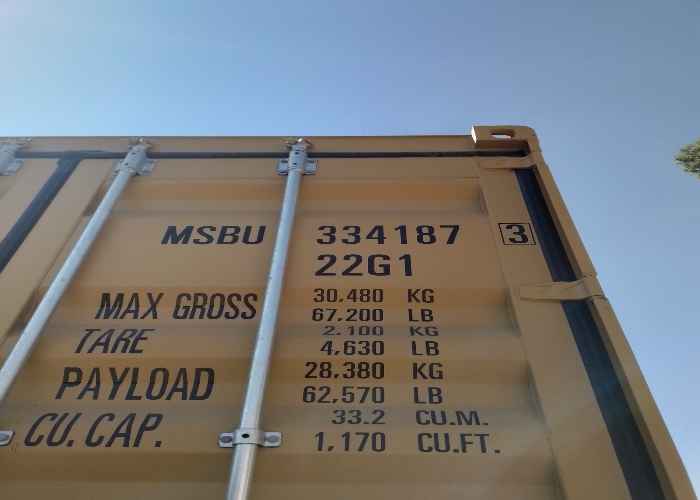 MSBU 334187 3
22G1
MAX GROSS 30.480 KG
67.200 LB
TARE 2.100 KG
4,630 LB
PAYLOAD 28.380 KG
62,570 LB
CU. CAP. 33.2 CU.M.
1,170 CU.FT.